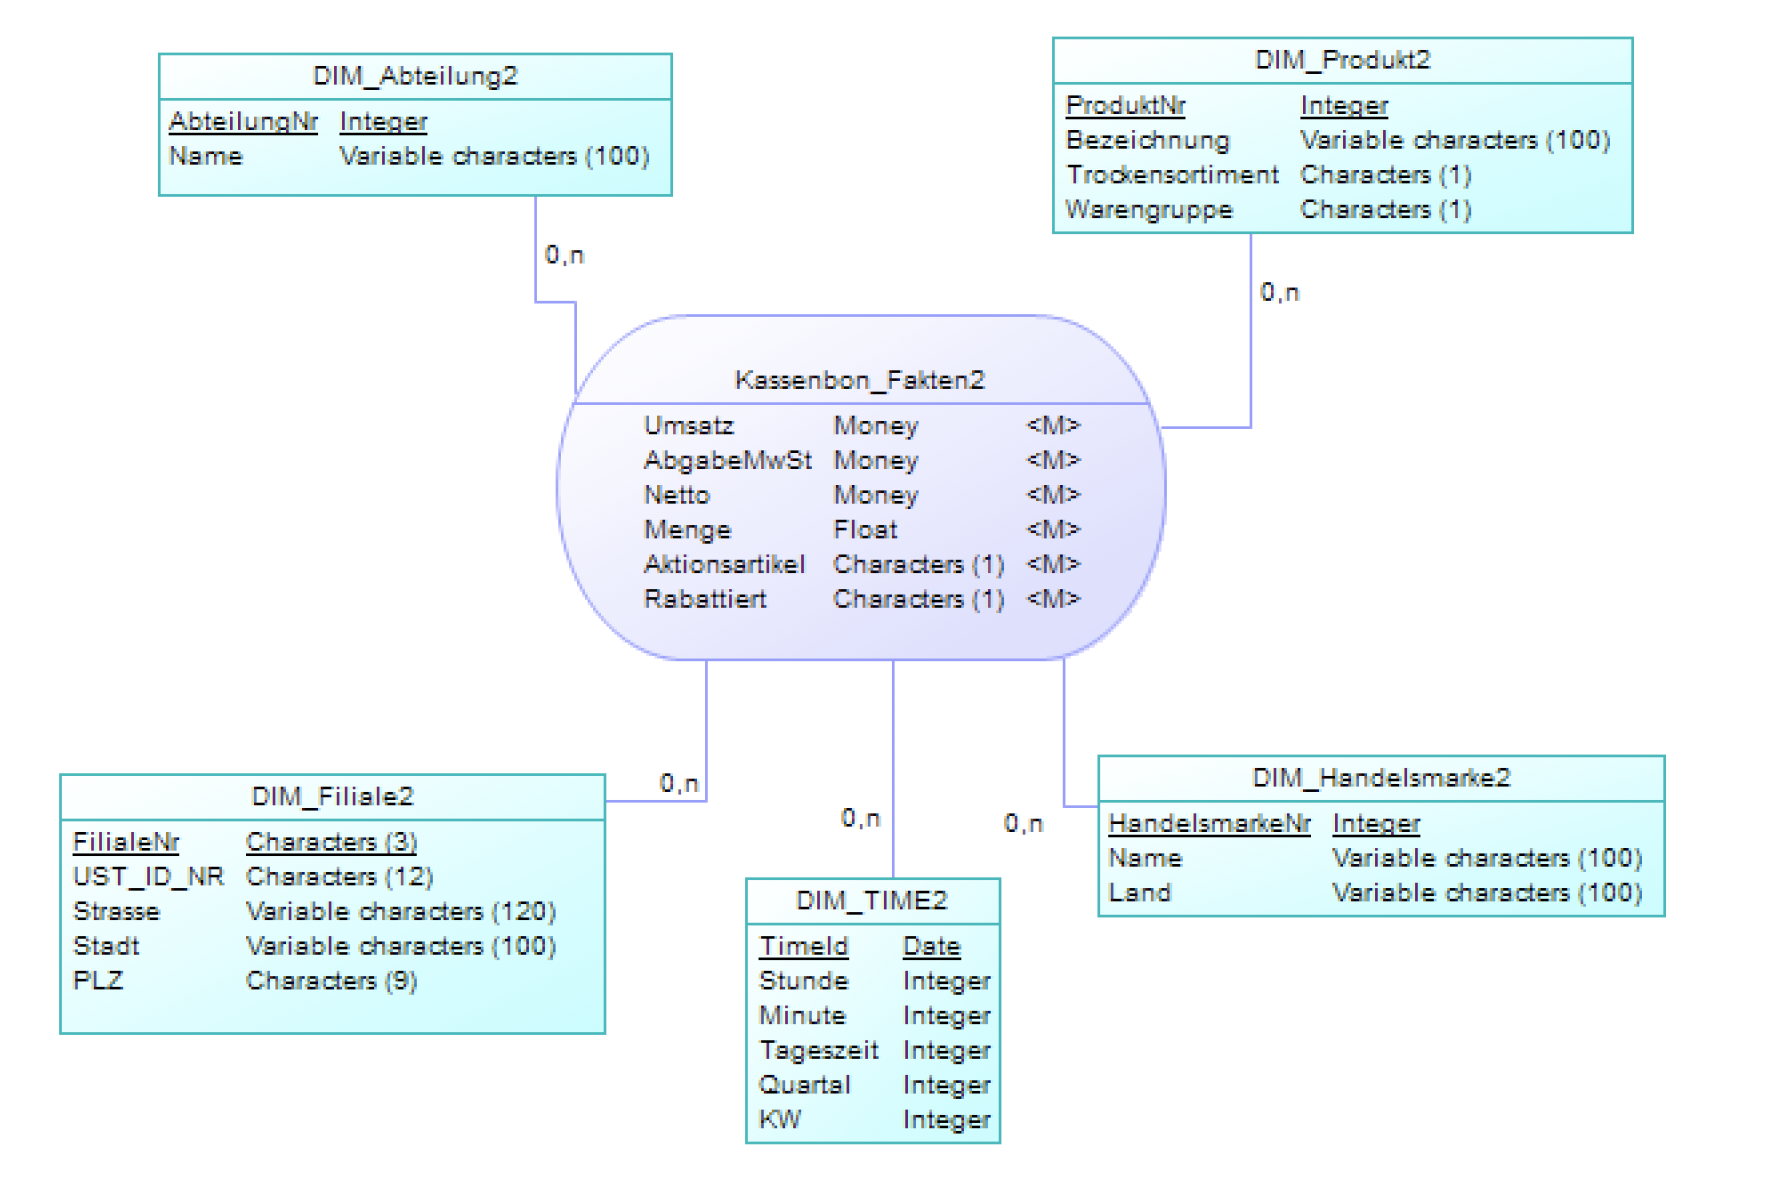 DIM_Abteilung2
AbteilungNr Integer
Name Variable characters (100)
0,n
DIM_Produkt2
ProduktNr Integer
Bezeichnung Variable characters (100)
Trockensortiment Characters (1)
Warengruppe Characters (1)
0,n
Kassenbon_Fakten2
Umsatz Money <M>
AbgabeMwSt Money <M>
Netto Money <M>
Menge Float <M>
Aktionsartikel Characters (1) <M>
Rabattiert Characters (1) <M>
0,n
DIM_Filiale2
FilialeNr Characters (3)
UST_ID_NR Characters (12)
Strasse Variable characters (120)
Stadt Variable characters (100)
PLZ Characters (9)
0,n
DIM_TIME2
TimeId Date
Stunde Integer
Minute Integer
Tageszeit Integer
Quartal Integer
KW Integer
0,n
DIM_Handelsmarke2
HandelsmarkeNr Integer
Name Variable characters (100)
Land Variable characters (100)